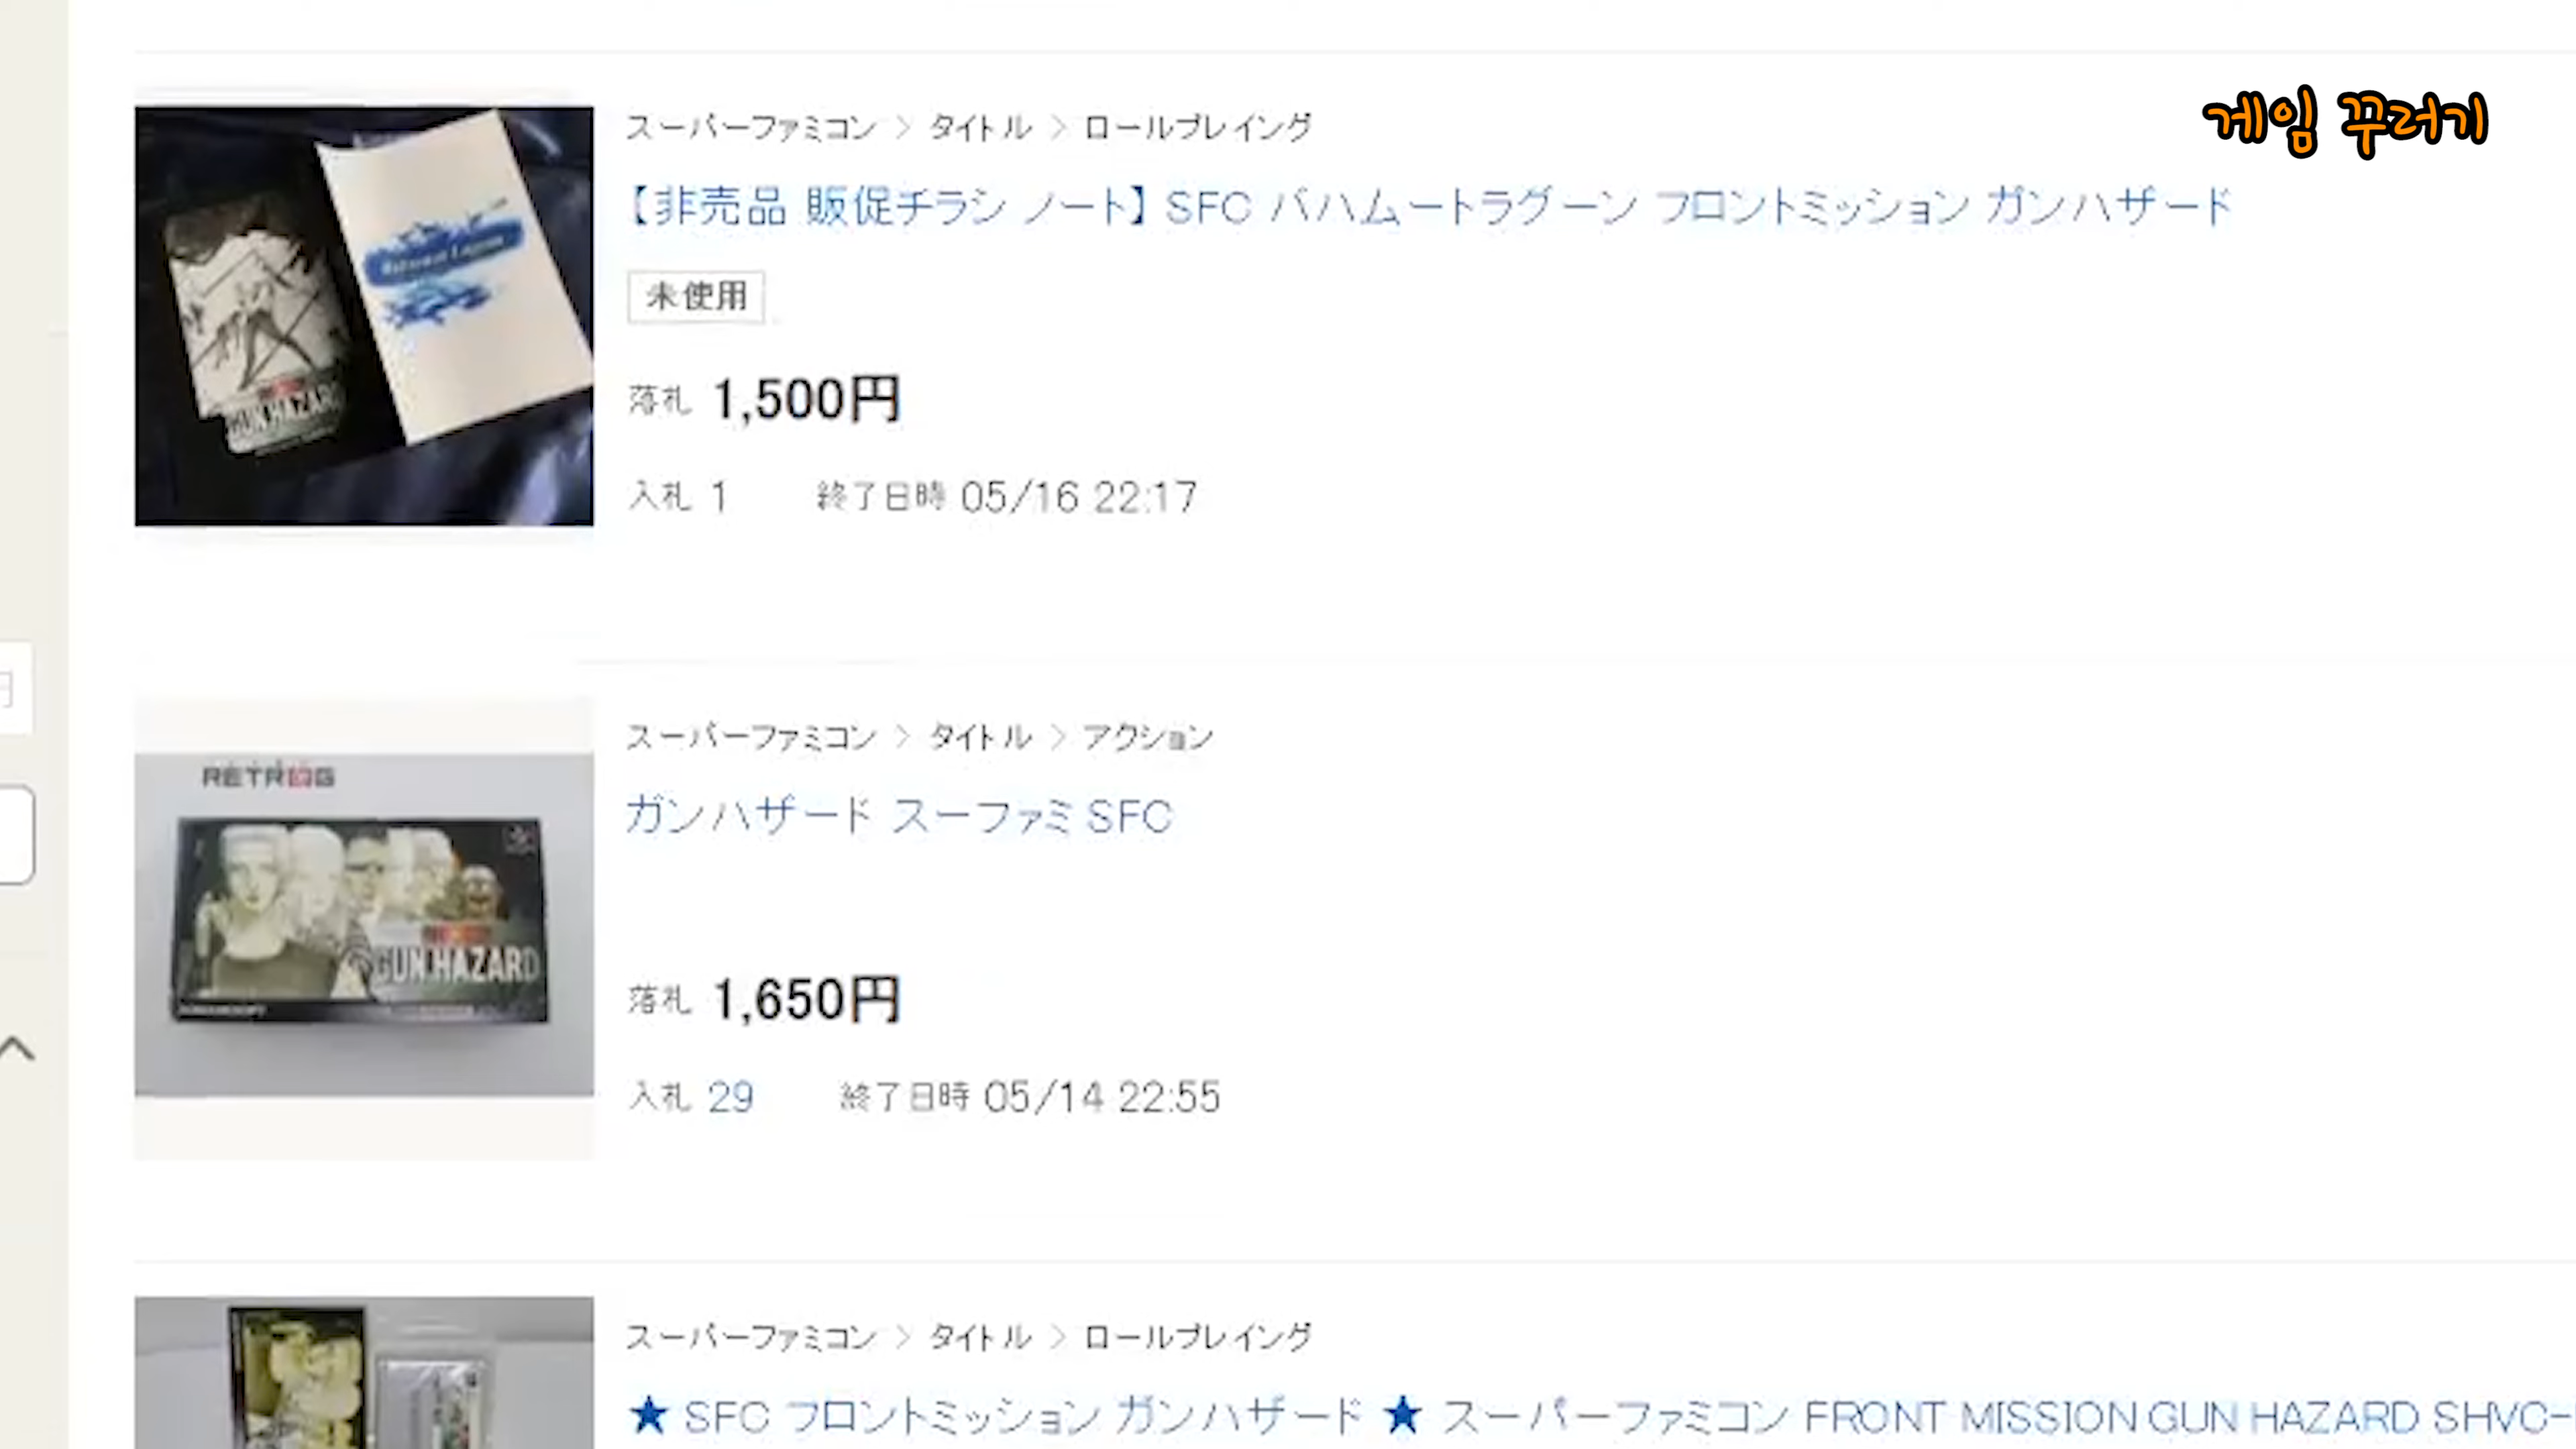 スーパーファミコン > タイトル > ロールプレイング
게임 꾸러기
【非売品 販促チラシ ノート】 SFC バハムートラグーン フロントミッション ガンハザード
未使用
落札 1,500円
入札 1 終了日時 05/16 22:17
スーパーファミコン > タイトル > アクション
RETROG
ガンハザード スーファミ SFC
GUN HAZARD
落札 1,650円
入札 29 終了日時 05/14 22:55
スーパーファミコン > タイトル > ロールプレイング
★ SFC フロントミッション ガンハザード ★ スーパーファミコン FRONT MISSION GUN HAZARD SHVC-